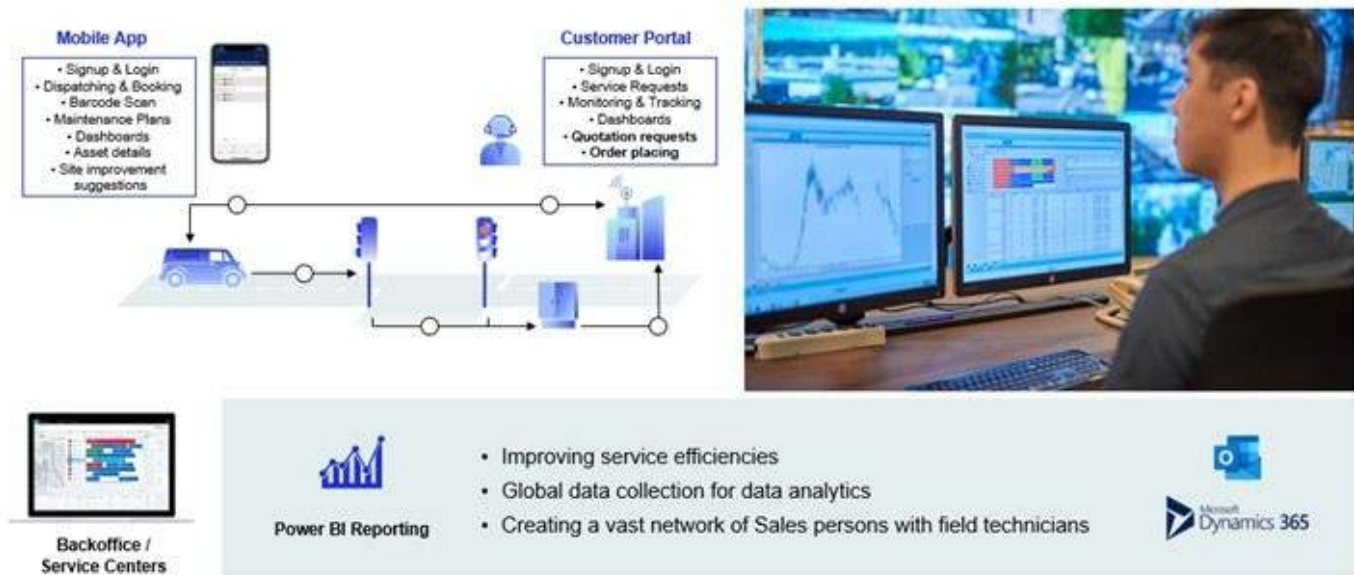 Mobile App
• Signup & Login
• Dispatching & Booking
• Barcode Scan
• Maintenance Plans
• Dashboards
• Asset details
• Site improvement
suggestions
Customer Portal
• Signup & Login
• Service Requests
• Monitoring & Tracking
• Dashboards
• Quotation requests
• Order placing
Backoffice /
Service Centers
Power BI Reporting
• Improving service efficiencies
• Global data collection for data analytics
• Creating a vast network of Sales persons with field technicians
O
Microsoft
Dynamics 365